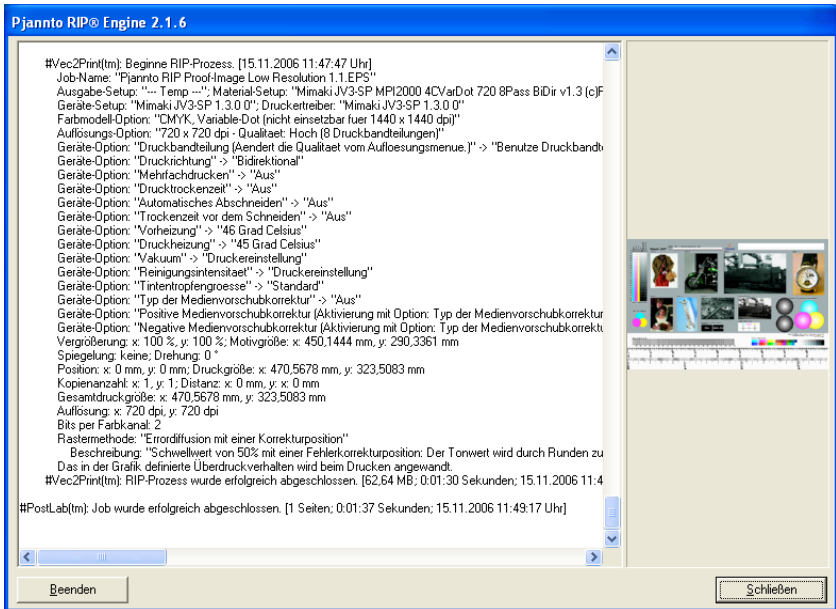 Pjannto RIP® Engine 2.1.6
#Vec2Print(tm): Beginne RIP-Prozess. [15.11.2006 11:47:47 Uhr]
Job-Name: "Pjannto RIP Proof-Image Low Resolution 1.1.EPS"
Ausgabe-Setup: "--- Temp ---"; Material-Setup: "Mimaki JV3-SP MPI2000 4CVarDot 720 8Pass BiDir v1.3 (c)P
Geräte-Setup: "Mimaki JV3-SP 1.3.0 0"; Druckertreiber: "Mimaki JV3-SP 1.3.0 0"
Farbmodell-Option: "CMYK, Variable-Dot (nicht einsetzbar fuer 1440 x 1440 dpi)"
Auflösungs-Option: "720 x 720 dpi - Qualitaet: Hoch (8 Druckbandteilungen)"
Geräte-Option: "Druckbandteilung (Aendert die Qualitaet vom Aufloesungsmenue.)" -> "Benutze Druckbandt
Geräte-Option: "Druckrichtung" -> "Bidirektional"
Geräte-Option: "Mehrfachdrucken" -> "Aus"
Geräte-Option: "Drucktrockenzeit" -> "Aus"
Geräte-Option: "Automatisches Abschneiden" -> "Aus"
Geräte-Option: "Trockenzeit vor dem Schneiden" -> "Aus"
Geräte-Option: "Vorheizung" -> "46 Grad Celsius"
Geräte-Option: "Druckheizung" -> "45 Grad Celsius"
Geräte-Option: "Vakuum" -> "Druckereinstellung"
Geräte-Option: "Reinigungsintensitaet" -> "Druckereinstellung"
Geräte-Option: "Tintentropfengroesse" -> "Standard"
Geräte-Option: "Typ der Medienvorschubkorrektur" -> "Aus"
Geräte-Option: "Positive Medienvorschubkorrektur (Aktivierung mit Option: Typ der Medienvorschubkorrektur
Geräte-Option: "Negative Medienvorschubkorrektur (Aktivierung mit Option: Typ der Medienvorschubkorrektu
Vergrößerung: x: 100 %, y: 100 %; Motivgröße: x: 450,1444 mm, y: 290,3361 mm
Spiegelung: keine; Drehung: 0 °
Position: x: 0 mm, y: 0 mm; Druckgröße: x: 470,5678 mm, y: 323,5083 mm
Kopienanzahl: x: 1, y: 1; Distanz: x: 0 mm, y: x: 0 mm
Gesamtdruckgröße: x: 470,5678 mm, y: 323,5083 mm
Auflösung: x: 720 dpi, y: 720 dpi
Bits per Farbkanal: 2
Rastermethode: "Errordiffusion mit einer Korrekturposition"
Beschreibung: "Schwellwert von 50% mit einer Fehlerkorrekturposition: Der Tonwert wird durch Runden zu
Das in der Grafik definierte Überdruckverhalten wird beim Drucken angewandt.
#Vec2Print(tm): RIP-Prozess wurde erfolgreich abgeschlossen. [62,64 MB; 0:01:30 Sekunden; 15.11.2006 11:4
#PostLab(tm): Job wurde erfolgreich abgeschlossen. [1 Seiten; 0:01:37 Sekunden; 15.11.2006 11:49:17 Uhr]
Beenden
Schließen